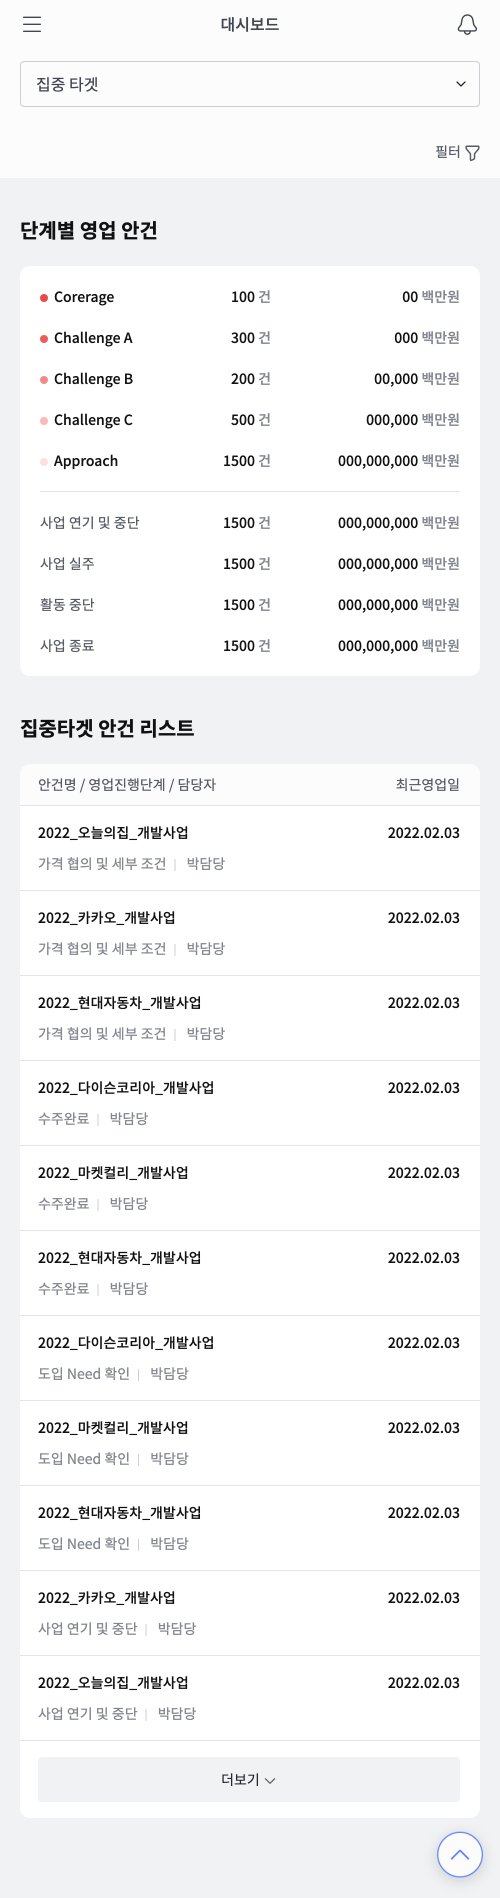 대시보드
집중 타겟
필터
단계별 영업 안건
Corerage 100 건 00 백만원
Challenge A 300 건 000 백만원
Challenge B 200 건 00,000 백만원
Challenge C 500 건 000,000 백만원
Approach 1500 건 000,000,000 백만원
사업 연기 및 중단 1500 건 000,000,000 백만원
사업 실주 1500 건 000,000,000 백만원
활동 중단 1500 건 000,000,000 백만원
사업 종료 1500 건 000,000,000 백만원
집중타겟 안건 리스트
안건명 / 영업진행단계 / 담당자 최근영업일
2022_오늘의집_개발사업 2022.02.03
가격 협의 및 세부 조건 | 박담당
2022_카카오_개발사업 2022.02.03
가격 협의 및 세부 조건 | 박담당
2022_현대자동차_개발사업 2022.02.03
가격 협의 및 세부 조건 | 박담당
2022_다이슨코리아_개발사업 2022.02.03
수주완료 | 박담당
2022_마켓컬리_개발사업 2022.02.03
수주완료 | 박담당
2022_현대자동차_개발사업 2022.02.03
수주완료 | 박담당
2022_다이슨코리아_개발사업 2022.02.03
도입 Need 확인 | 박담당
2022_마켓컬리_개발사업 2022.02.03
도입 Need 확인 | 박담당
2022_현대자동차_개발사업 2022.02.03
도입 Need 확인 | 박담당
2022_카카오_개발사업 2022.02.03
사업 연기 및 중단 | 박담당
2022_오늘의집_개발사업 2022.02.03
사업 연기 및 중단 | 박담당
더보기